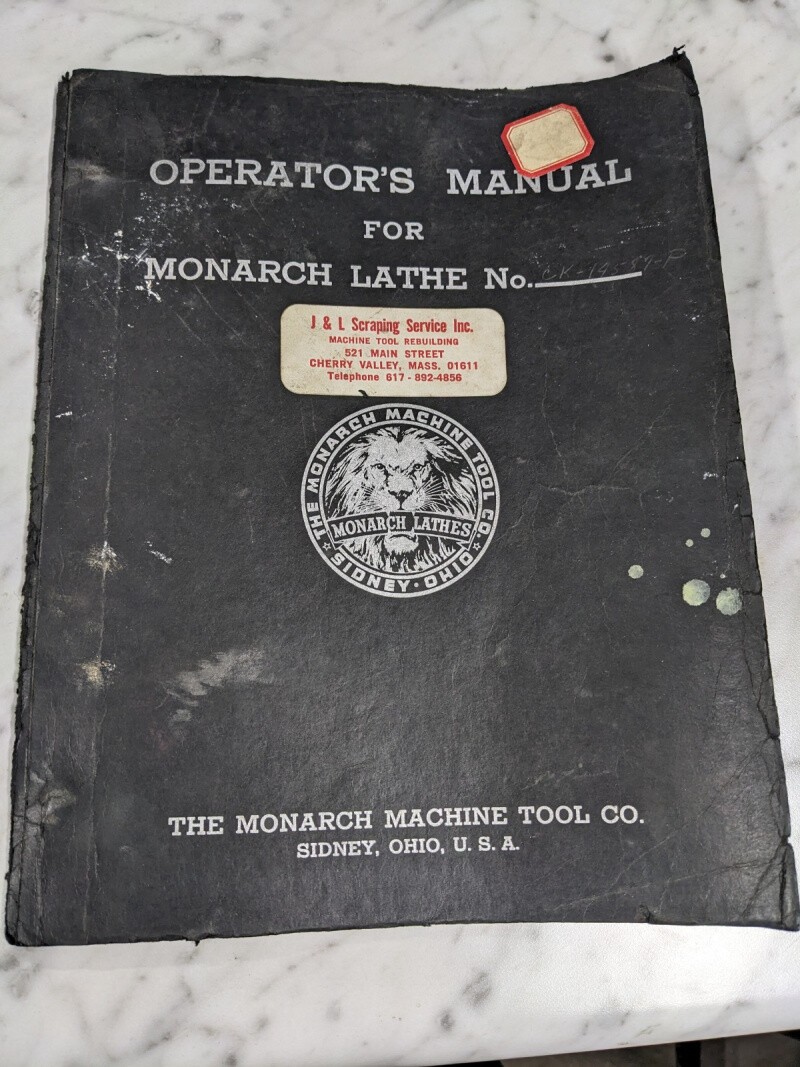 OPERATOR'S MANUAL
FOR
MONARCH LATHE No.
J & L Scraping Service Inc.
MACHINE TOOL REBUILDING
521 MAIN STREET
CHERRY VALLEY, MASS. 01611
Telephone 617 - 892-4856
THE MONARCH MACHINE TOOL CO.
MONARCH LATHES
SIDNEY · OHIO
THE MONARCH MACHINE TOOL CO.
SIDNEY, OHIO, U. S. A.